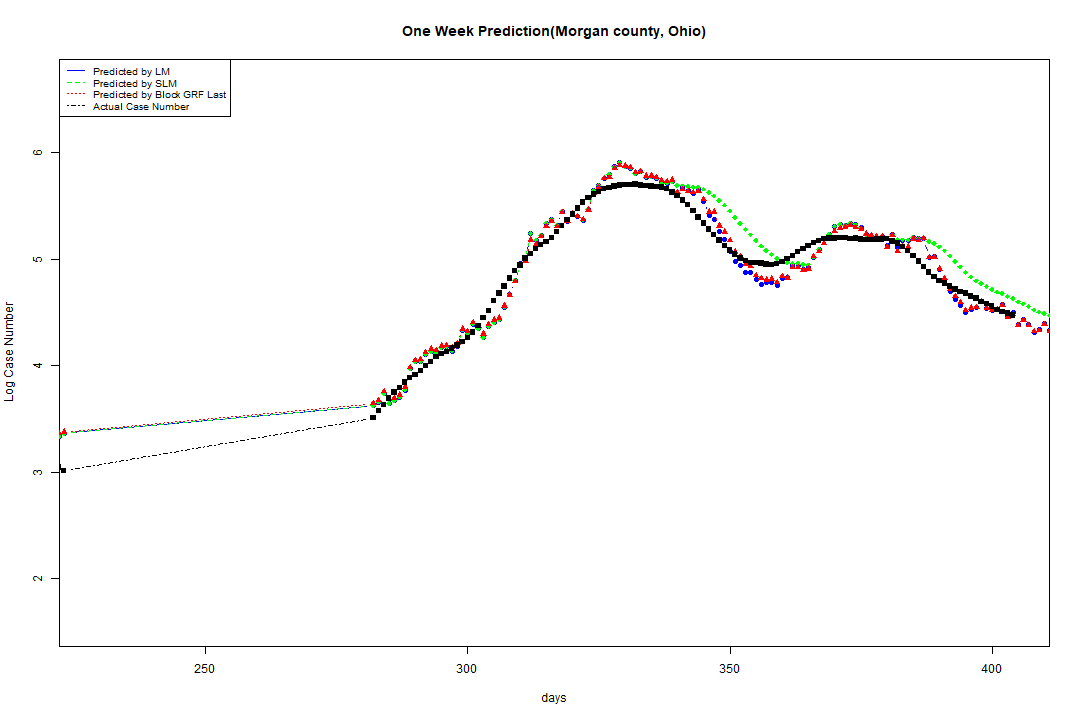 One Week Prediction(Morgan county, Ohio)
Predicted by LM
Predicted by SLM
Predicted by Block GRF Last
Actual Case Number
6
5
4
3
2
Log Case Number
250 300 350 400
days